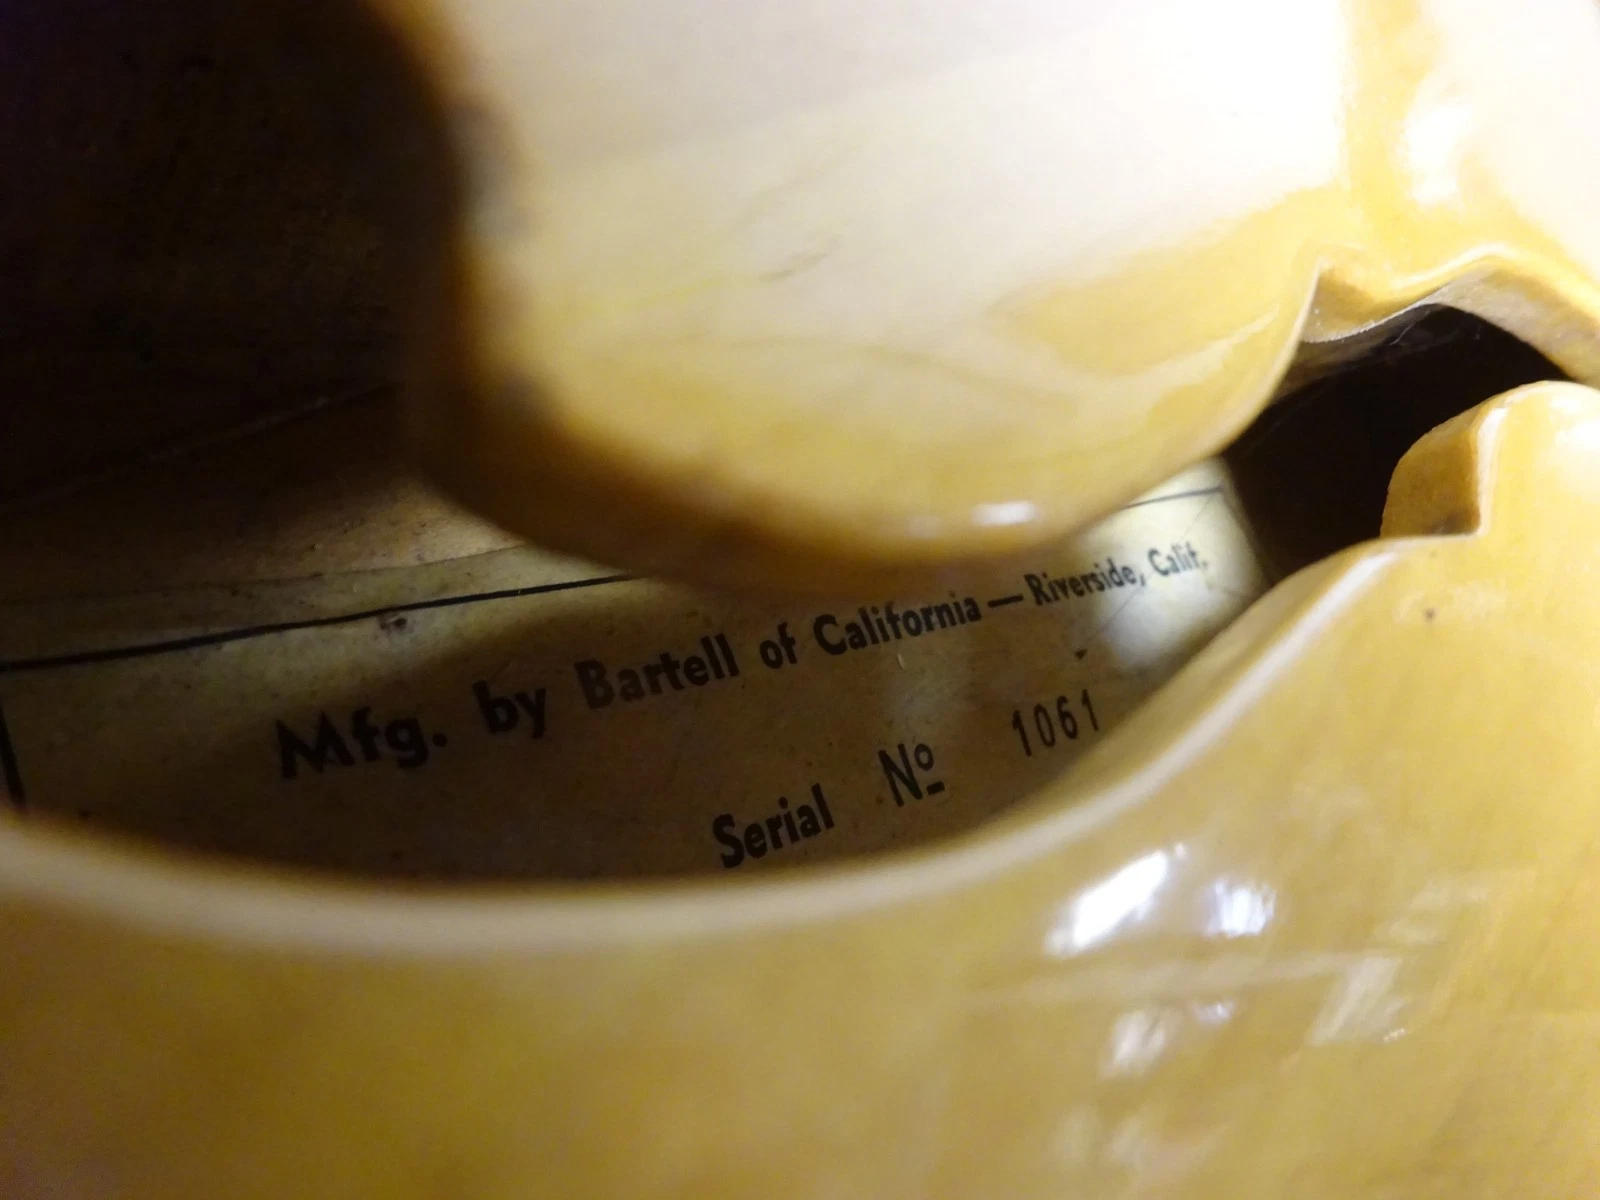 Mfg. by Bartell of California — Riverside, Calif.
Serial Nº 1061